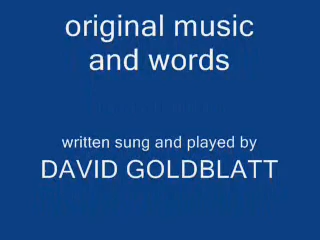 original music
and words
written sung and played by
DAVID GOLDBLATT